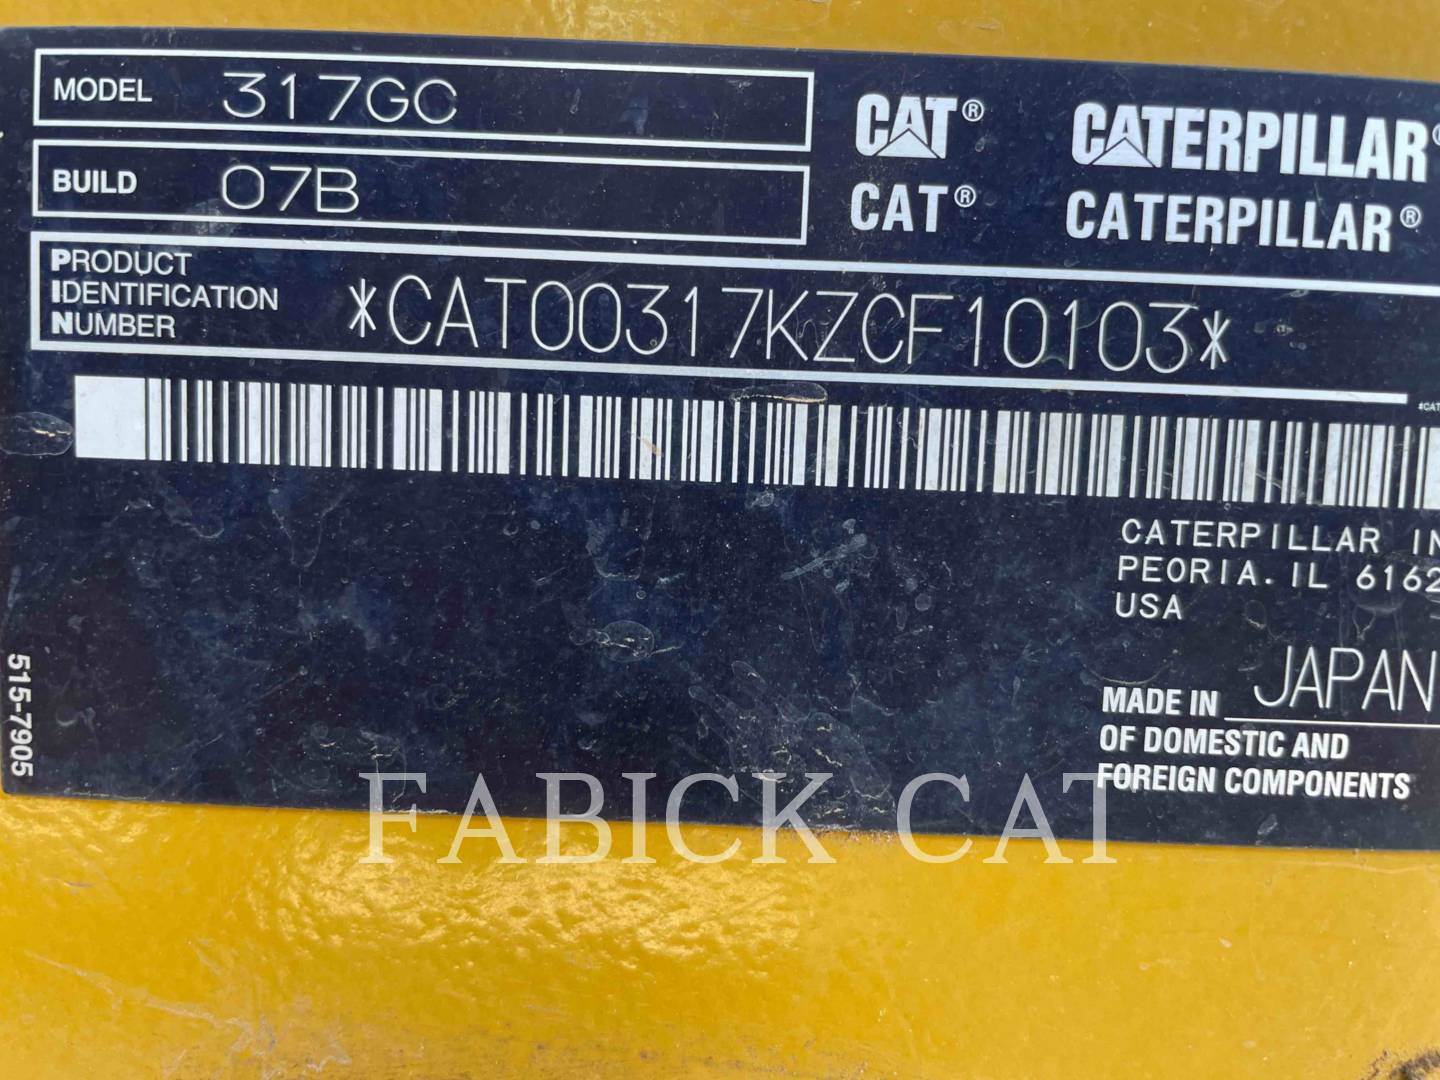 MODEL 317GC
BUILD 07B
PRODUCT
IDENTIFICATION
NUMBER
*CAT00317KZCF10103*
CAT® CATERPILLAR®
CAT® CATERPILLAR®
CATERPILLAR IN
PEORIA. IL 6162
USA
MADE IN JAPAN
OF DOMESTIC AND
FOREIGN COMPONENTS
515-7905
FABICK CAT